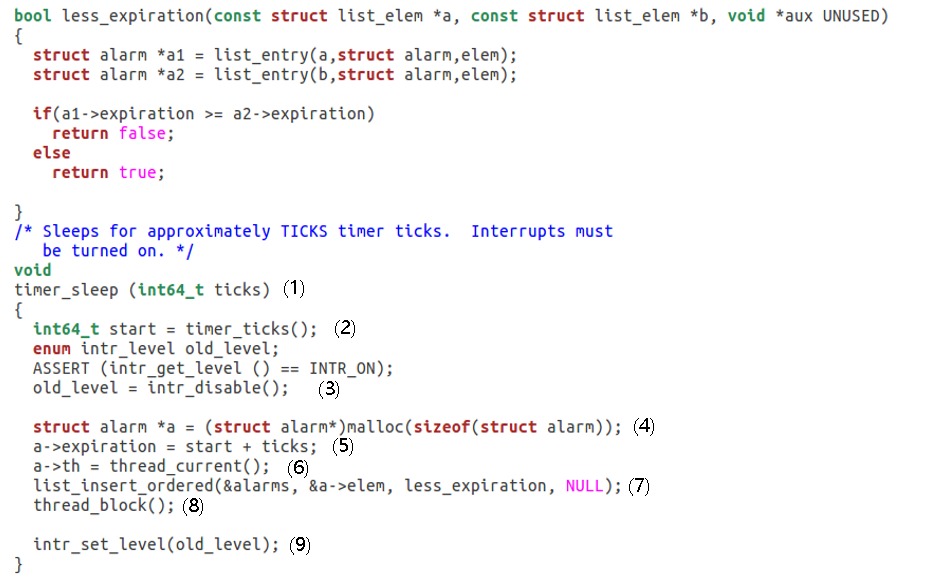 bool less_expiration(const struct list_elem *a, const struct list_elem *b, void *aux UNUSED)
{
  struct alarm *a1 = list_entry(a,struct alarm,elem);
  struct alarm *a2 = list_entry(b,struct alarm,elem);

  if(a1->expiration >= a2->expiration)
    return false;
  else
    return true;

}
/* Sleeps for approximately TICKS timer ticks.  Interrupts must
   be turned on. */
void
timer_sleep (int64_t ticks) (1)
{
  int64_t start = timer_ticks(); (2)
  enum intr_level old_level;
  ASSERT (intr_get_level () == INTR_ON);
  old_level = intr_disable(); (3)

  struct alarm *a = (struct alarm*)malloc(sizeof(struct alarm)); (4)
  a->expiration = start + ticks; (5)
  a->th = thread_current(); (6)
  list_insert_ordered(&alarms, &a->elem, less_expiration, NULL); (7)
  thread_block(); (8)

  intr_set_level(old_level); (9)
}